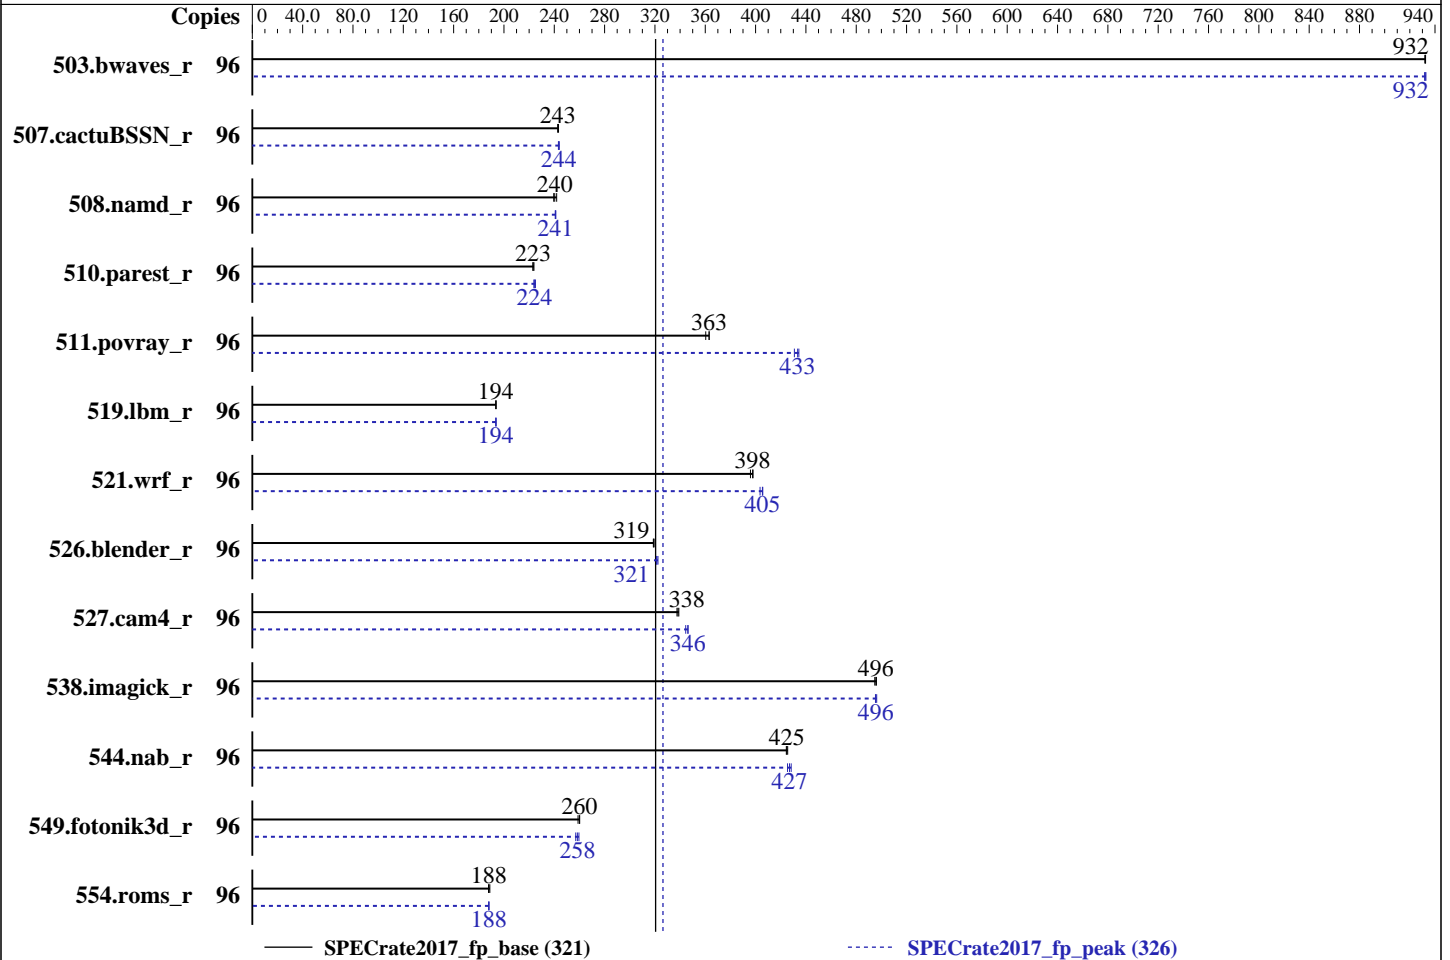 Copies 0 40.0 80.0 120 160 200 240 280 320 360 400 440 480 520 560 600 640 680 720 760 800 840 880 940
932
503.bwaves_r 96
932
243
507.cactuBSSN_r 96
244
240
508.namd_r 96
241
223
510.parest_r 96
224
363
511.povray_r 96
433
194
519.lbm_r 96
194
398
521.wrf_r 96
405
319
526.blender_r 96
321
338
527.cam4_r 96
346
496
538.imagick_r 96
496
425
544.nab_r 96
427
260
549.fotonik3d_r 96
258
188
554.roms_r 96
188
SPECrate2017_fp_base (321) SPECrate2017_fp_peak (326)